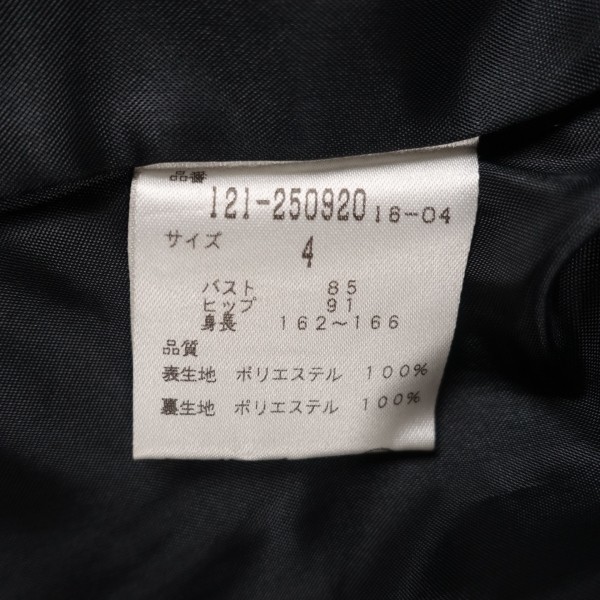 品番
121-250920 16-04
サイズ 4
バスト 85
ヒップ 91
身長 162〜166
品質
表生地 ポリエステル 100%
裏生地 ポリエステル 100%